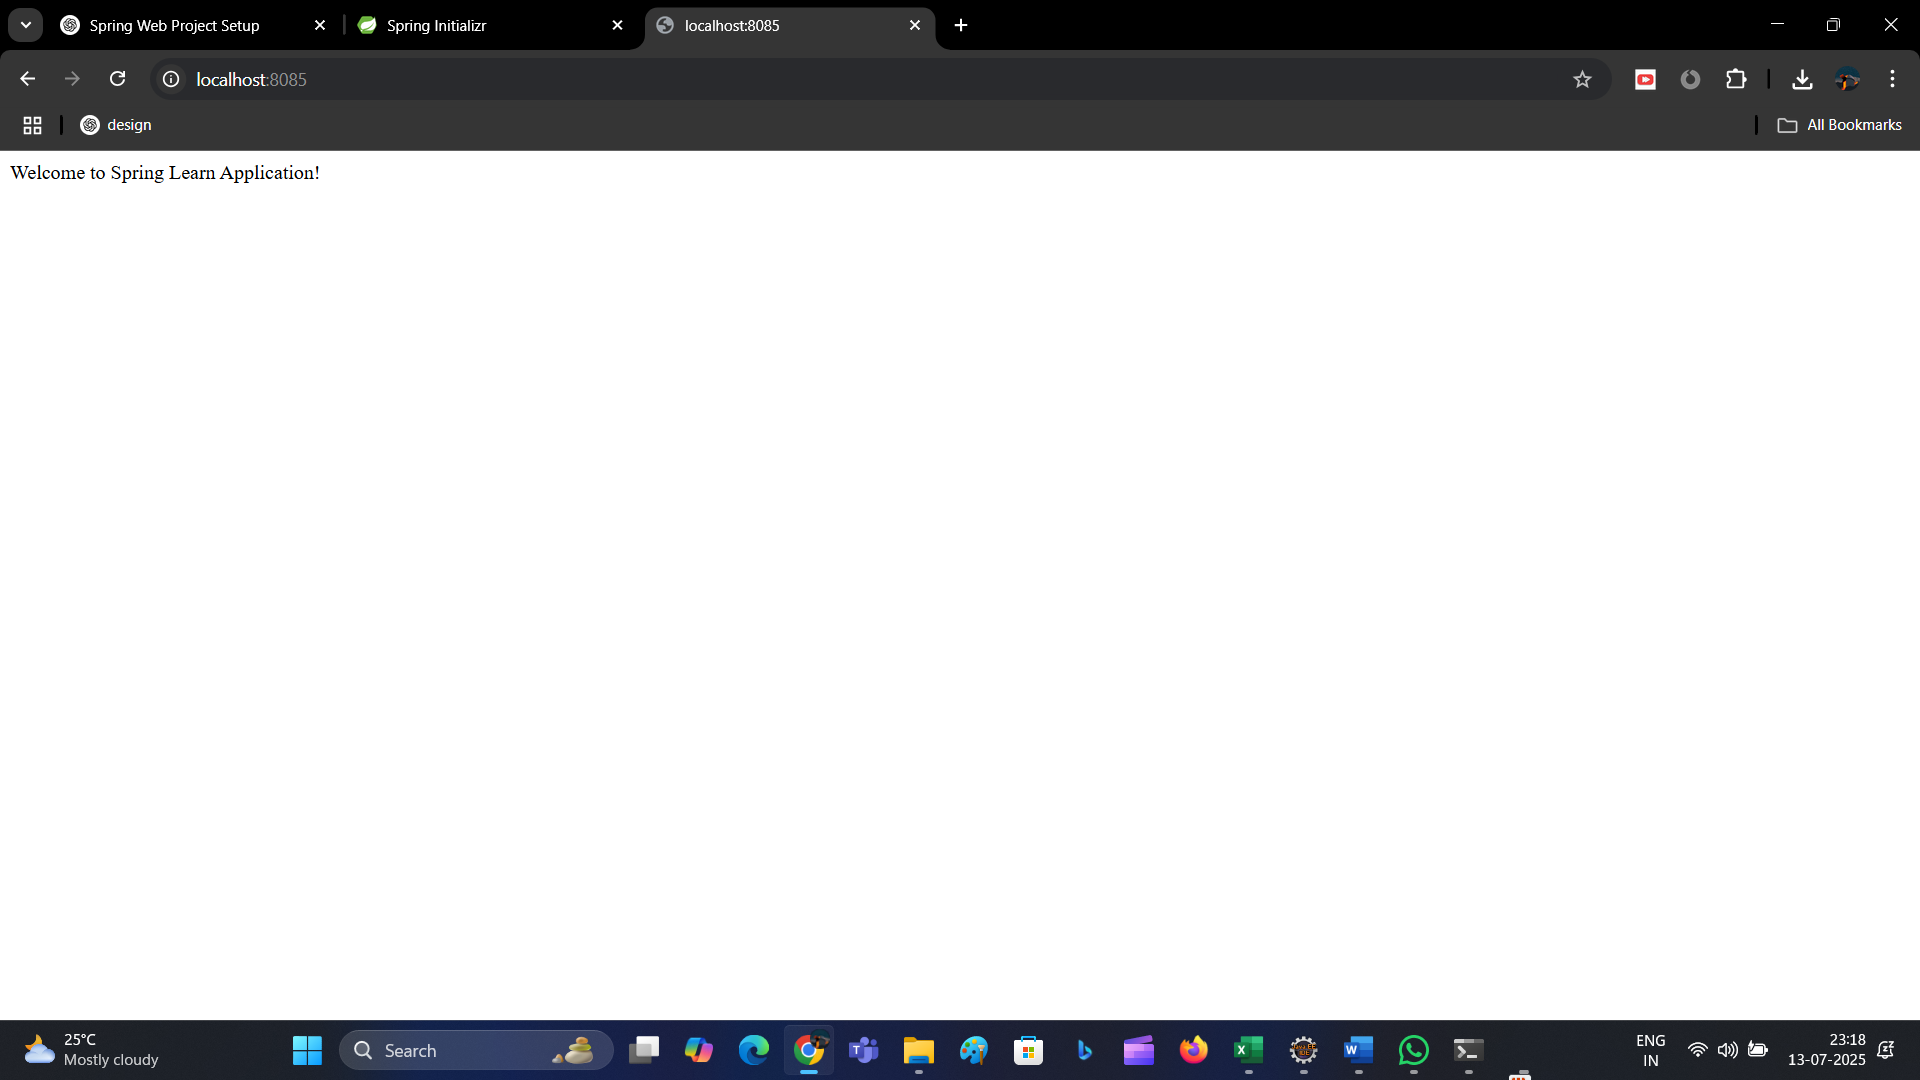 Spring Web Project Setup
Spring Initializr
localhost:8085
localhost:8085
design
All Bookmarks
Welcome to Spring Learn Application!
25°C
Mostly cloudy
Search
ENG
IN
23:18
13-07-2025